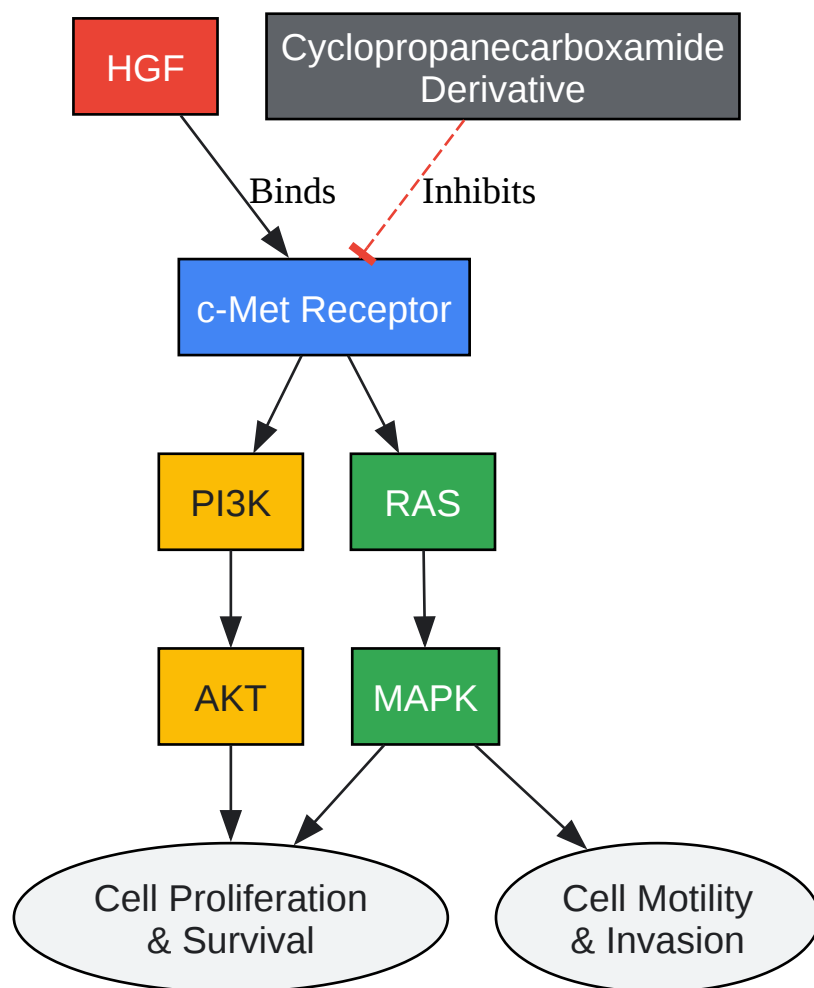 HGF
Cyclopropanecarboxamide
Derivative
Binds
Inhibits
c-Met Receptor
PI3K
RAS
AKT
MAPK
Cell Proliferation
& Survival
Cell Motility
& Invasion